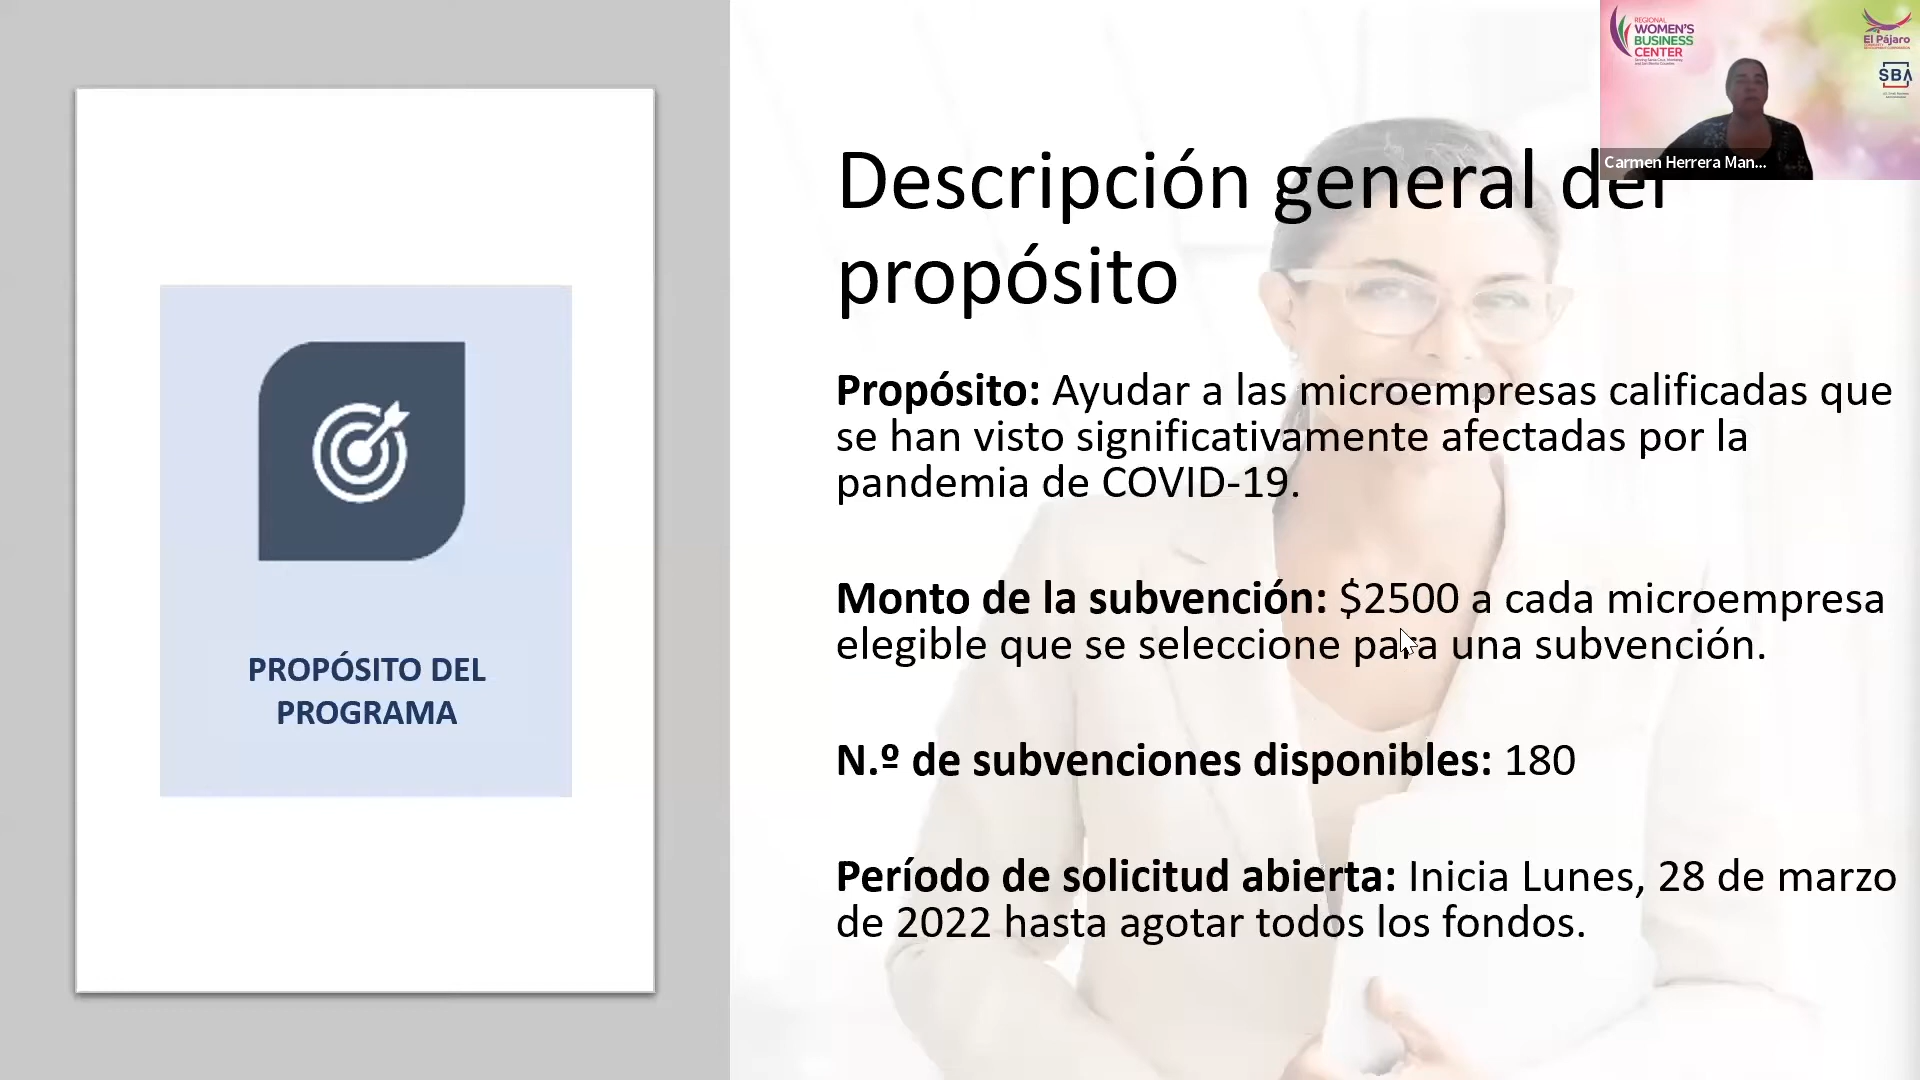 PROPÓSITO DEL
PROGRAMA
Descripción general del
propósito
Propósito: Ayudar a las microempresas calificadas que
se han visto significativamente afectadas por la
pandemia de COVID-19.
Monto de la subvención: $2500 a cada microempresa
elegible que se seleccione para una subvención.
N.º de subvenciones disponibles: 180
Período de solicitud abierta: Inicia Lunes, 28 de marzo
de 2022 hasta agotar todos los fondos.
REGIONAL
WOMEN'S
BUSINESS
CENTER
El Pájaro
SBA
Carmen Herrera Man...